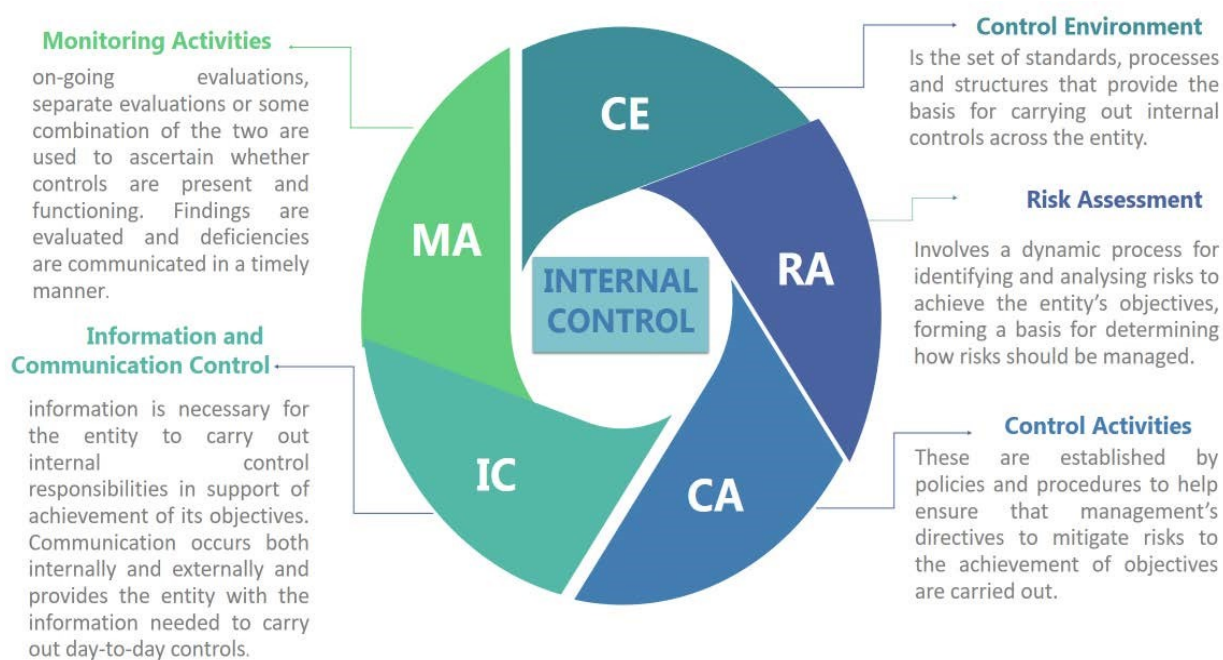 Monitoring Activities
on-going evaluations,
separate evaluations or some
combination of the two are
used to ascertain whether
controls are present and
functioning. Findings are
evaluated and deficiencies
are communicated in a timely
manner.
Information and
Communication Control
information is necessary for
the entity to carry out
internal control
responsibilities in support of
achievement of its objectives.
Communication occurs both
internally and externally and
provides the entity with the
information needed to carry
out day-to-day controls.
CE
MA
RA
INTERNAL
CONTROL
IC
CA
Control Environment
Is the set of standards, processes
and structures that provide the
basis for carrying out internal
controls across the entity.
Risk Assessment
Involves a dynamic process for
identifying and analysing risks to
achieve the entity's objectives,
forming a basis for determining
how risks should be managed.
Control Activities
These are established by
policies and procedures to help
ensure that management's
directives to mitigate risks to
the achievement of objectives
are carried out.